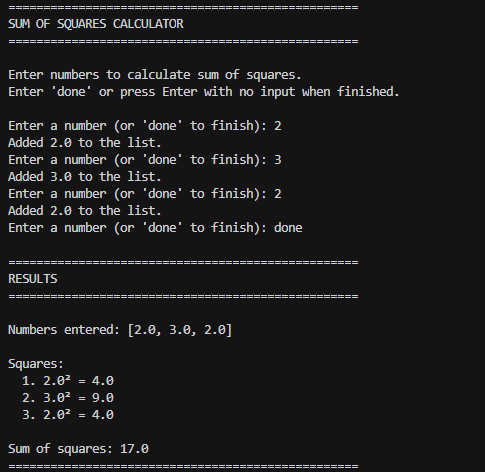 ==================================================
SUM OF SQUARES CALCULATOR
==================================================
Enter numbers to calculate sum of squares.
Enter 'done' or press Enter with no input when finished.
Enter a number (or 'done' to finish): 2
Added 2.0 to the list.
Enter a number (or 'done' to finish): 3
Added 3.0 to the list.
Enter a number (or 'done' to finish): 2
Added 2.0 to the list.
Enter a number (or 'done' to finish): done
==================================================
RESULTS
==================================================
Numbers entered: [2.0, 3.0, 2.0]
Squares:
  1. 2.0² = 4.0
  2. 3.0² = 9.0
  3. 2.0² = 4.0
Sum of squares: 17.0
==================================================